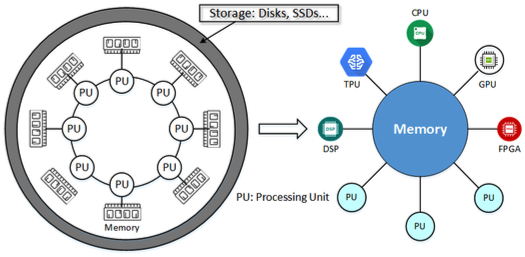 Storage: Disks, SSDs...
PU
PU
PU
PU
PU
PU
PU
PU
Memory
CPU
CPU
TPU
GPU
DSP
DSP
Memory
FPGA
PU: Processing Unit
PU
PU
PU